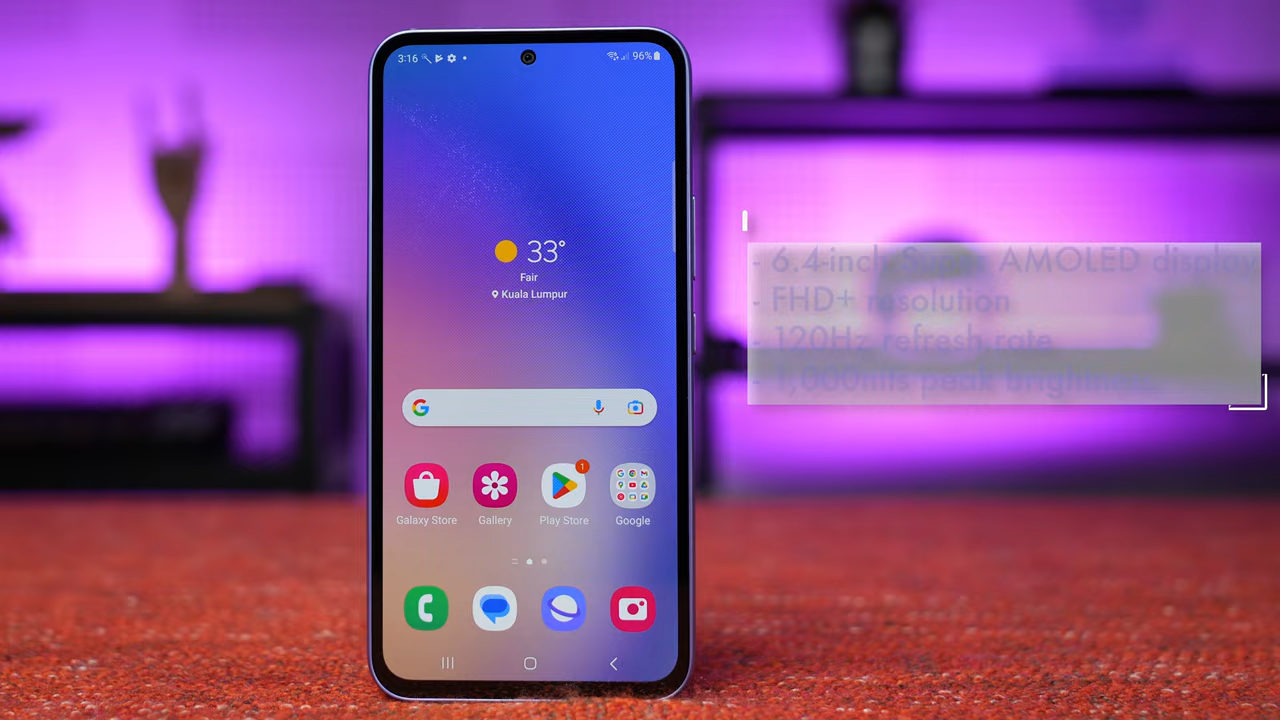 3:16
96%
33°
Fair
Kuala Lumpur
- 6.4-inch Super AMOLED display
- FHD+ resolution
- 120Hz refresh rate
- 1,000nits peak brightness
1
Galaxy Store
Gallery
Play Store
Google